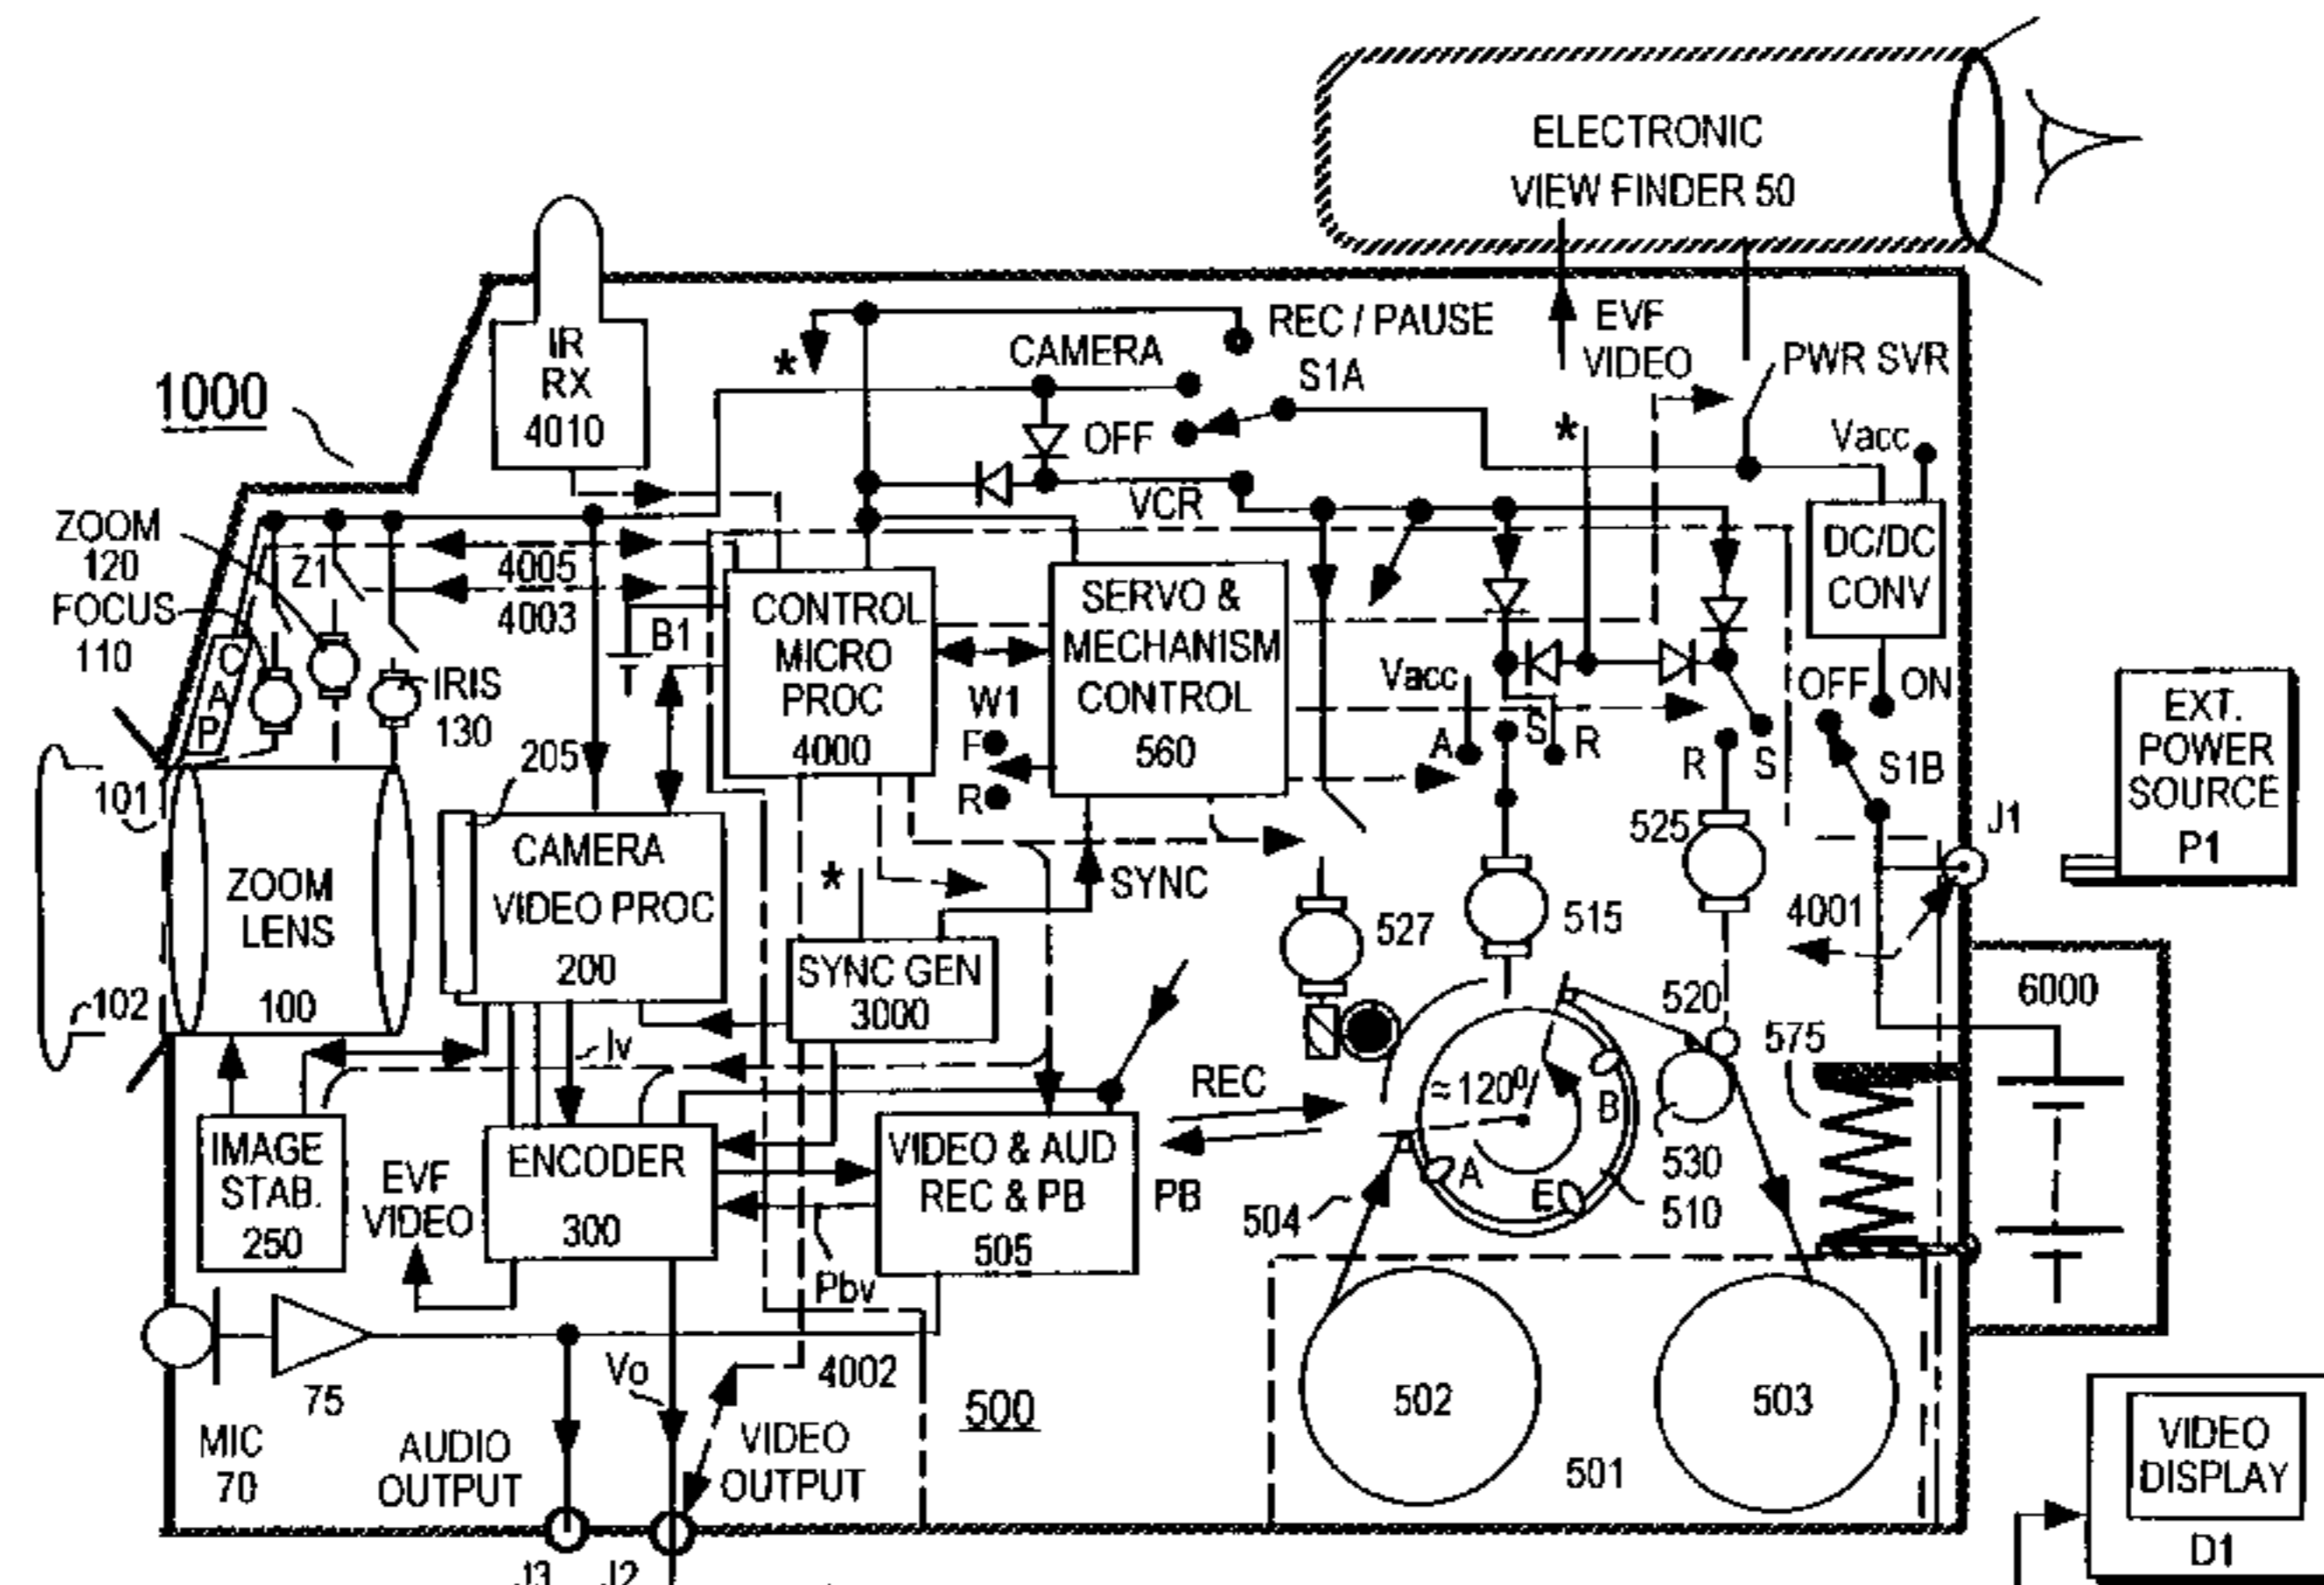 ELECTRONIC
VIEW FINDER 50
IR
RX
4010
1000
*
CAMERA
REC / PAUSE
S1A
OFF
EVF
VIDEO
PWR SVR
*
Vacc
VCR
DC/DC
CONV
ZOOM
120
FOCUS
110
Z1
4005
4003
B1
CAP
IRIS
130
CONTROL
MICRO
PROC
4000
SERVO &
MECHANISM
CONTROL
560
W1
F
R
Vacc
A
S
R
R
S
OFF
ON
S1B
J1
EXT.
POWER
SOURCE
P1
101
102
ZOOM
LENS
100
205
CAMERA
VIDEO PROC
200
*
SYNC
SYNC GEN
3000
527
515
525
4001
520
6000
575
Iv
IMAGE
STAB.
250
EVF
VIDEO
ENCODER
300
VIDEO & AUD
REC & PB
505
REC
PB
≈120°
B
A
E
504
530
510
Pbv
75
MIC
70
AUDIO
OUTPUT
Vo
4002
VIDEO
OUTPUT
500
502
503
501
VIDEO
DISPLAY
D1
J3
J2